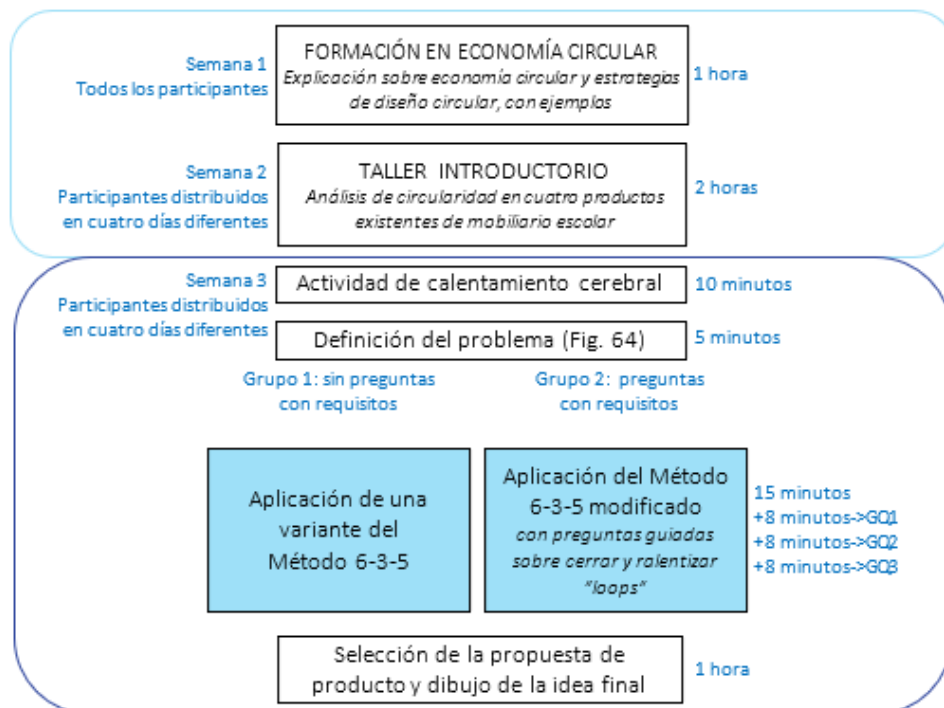 Semana 1
Todos los participantes
FORMACIÓN EN ECONOMÍA CIRCULAR
Explicación sobre economía circular y estrategias
de diseño circular, con ejemplos
1 hora
Semana 2
Participantes distribuidos
en cuatro días diferentes
TALLER INTRODUCTORIO
Análisis de circularidad en cuatro productos
existentes de mobiliario escolar
2 horas
Semana 3
Participantes distribuidos
en cuatro días diferentes
Actividad de calentamiento cerebral
10 minutos
Definición del problema (Fig. 64)
5 minutos
Grupo 1: sin preguntas
con requisitos
Grupo 2: preguntas
con requisitos
Aplicación de una
variante del
Método 6-3-5
Aplicación del Método
6-3-5 modificado
con preguntas guiadas
sobre cerrar y ralentizar
"loops"
15 minutos
+8 minutos->GQ1
+8 minutos->GQ2
+8 minutos->GQ3
Selección de la propuesta de
producto y dibujo de la idea final
1 hora